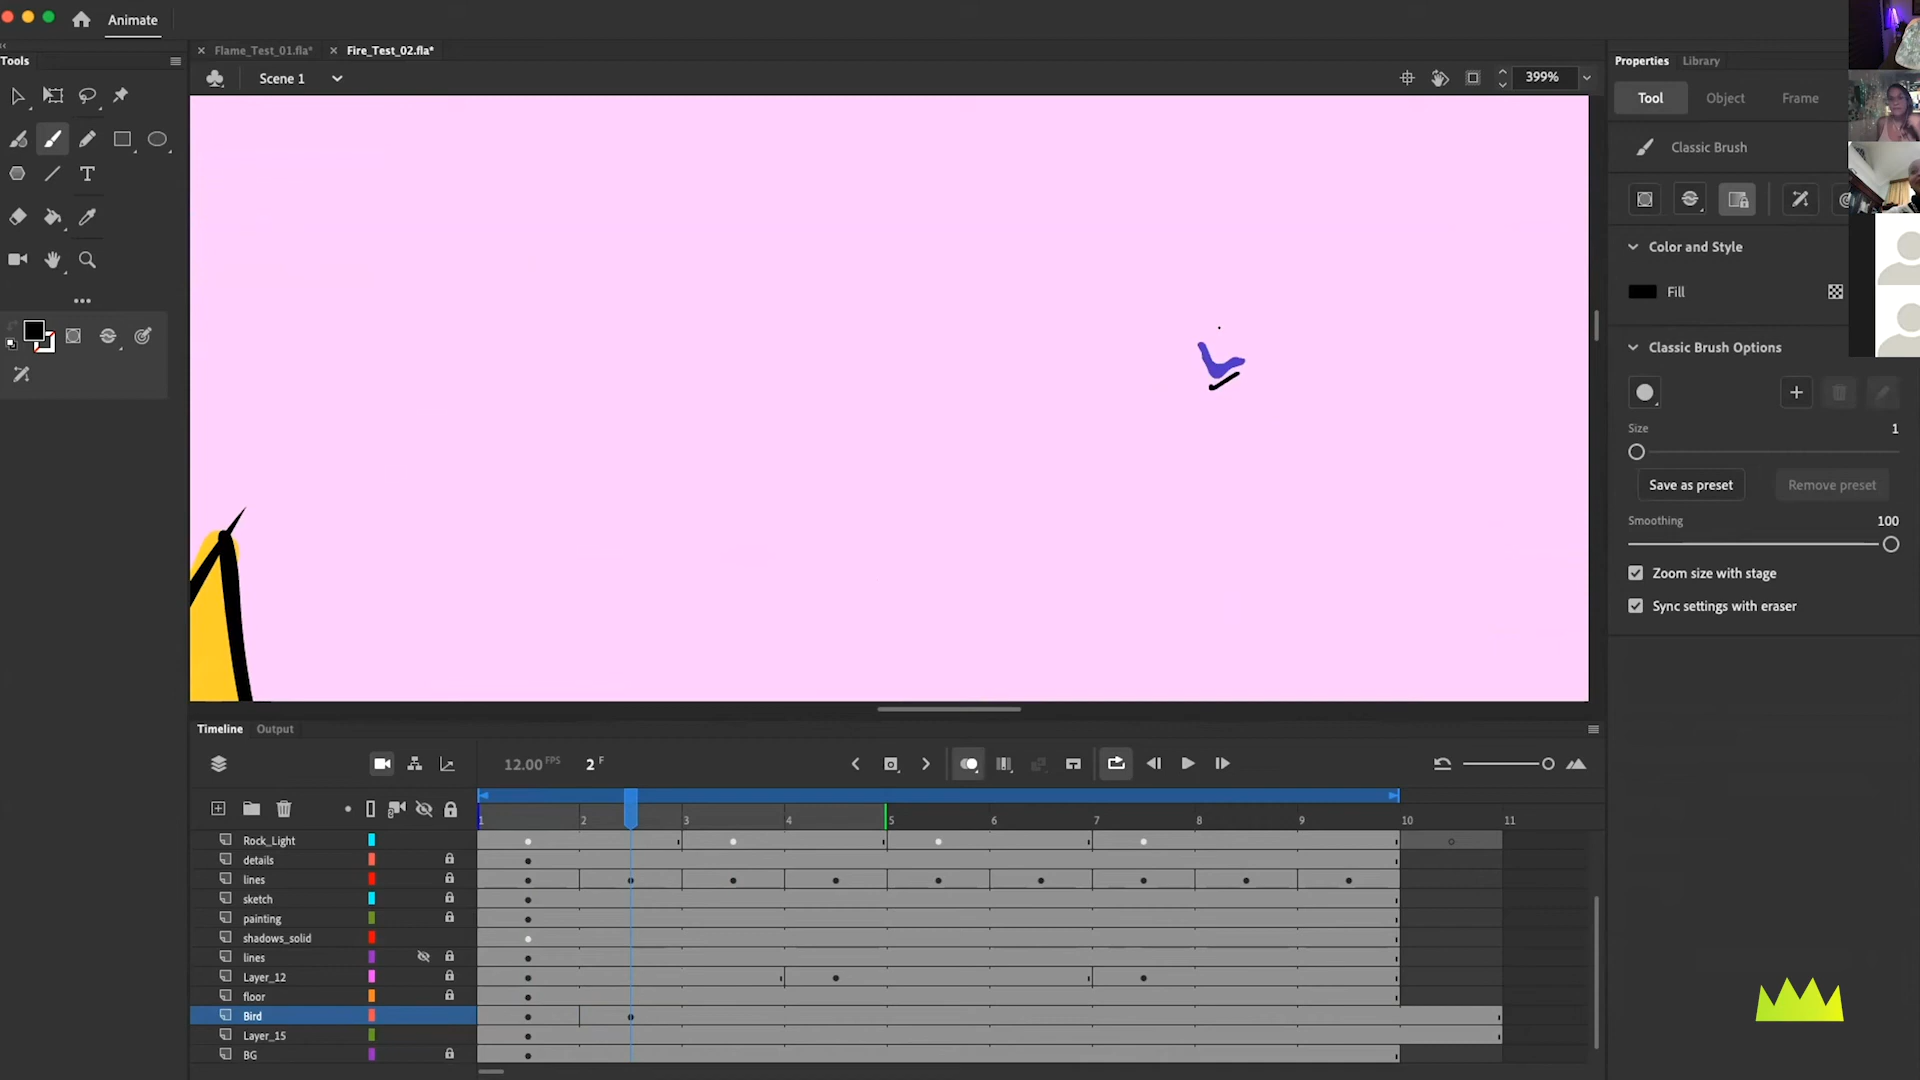 Animate
Flame_Test_01.fla*
Fire_Test_02.fla*
Tools
Scene 1
399%
Properties
Library
Tool
Object
Frame
Classic Brush
Color and Style
Fill
Classic Brush Options
Size
1
Save as preset
Remove preset
Smoothing
100
Zoom size with stage
Sync settings with eraser
T
Timeline
Output
12.00 FPS
2 F
1 2 3 4 5 6 7 8 9 10 11
Rock_Light
details
lines
sketch
painting
shadows_solid
lines
Layer_12
floor
Bird
Layer_15
BG